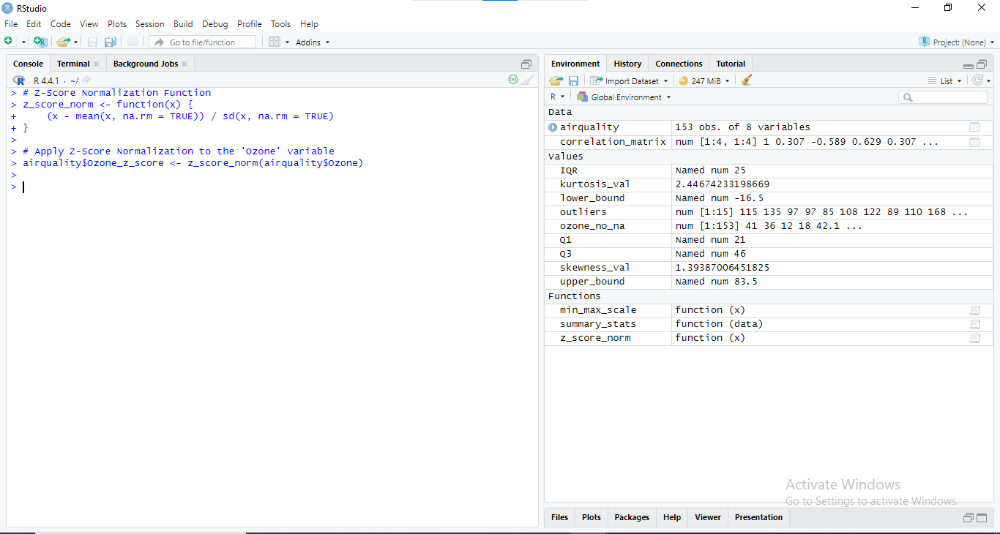 RStudio
File Edit Code View Plots Session Build Debug Profile Tools Help
Go to file/function
Addins
Project: (None)
Console Terminal Background Jobs
R 4.4.1 . ~/
> # Z-Score Normalization Function
> z_score_norm <- function(x) {
+     (x - mean(x, na.rm = TRUE)) / sd(x, na.rm = TRUE)
+ }
>
> # Apply Z-Score Normalization to the 'Ozone' variable
> airquality$Ozone_z_score <- z_score_norm(airquality$Ozone)
>
>
Environment History Connections Tutorial
Import Dataset 247 MiB List
R Global Environment
Data
airquality 153 obs. of 8 variables
correlation_matrix num [1:4, 1:4] 1 0.307 -0.589 0.629 0.307 ...
Values
IQR Named num 25
kurtosis_val 2.44674233198669
lower_bound Named num -16.5
outliers num [1:15] 115 135 97 97 85 108 122 89 110 168 ...
ozone_no_na num [1:153] 41 36 12 18 42.1 ...
Q1 Named num 21
Q3 Named num 46
skewness_val 1.39387006451825
upper_bound Named num 83.5
Functions
min_max_scale function (x)
summary_stats function (data)
z_score_norm function (x)
Activate Windows
Go to Settings to activate Windows.
Files Plots Packages Help Viewer Presentation